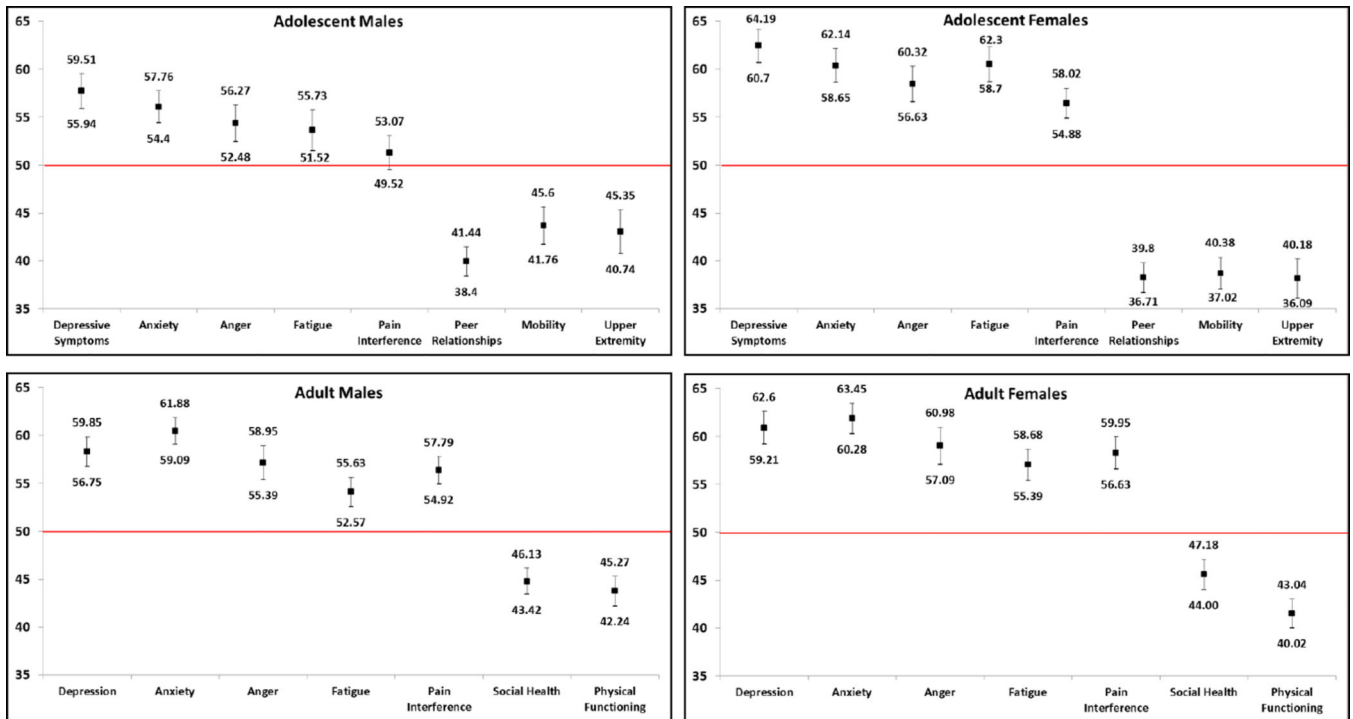 Adolescent Males
65
60
55
50
45
40
35
59.51
55.94
57.76
54.4
56.27
52.48
55.73
51.52
53.07
49.52
41.44
38.4
45.6
41.76
45.35
40.74
Depressive Symptoms
Anxiety
Anger
Fatigue
Pain Interference
Peer Relationships
Mobility
Upper Extremity
Adolescent Females
65
60
55
50
45
40
35
64.19
60.7
62.14
58.65
60.32
56.63
62.3
58.7
58.02
54.88
39.8
36.71
40.38
37.02
40.18
36.09
Depressive Symptoms
Anxiety
Anger
Fatigue
Pain Interference
Peer Relationships
Mobility
Upper Extremity
Adult Males
65
60
55
50
45
40
35
59.85
56.75
61.88
59.09
58.95
55.39
55.63
52.57
57.79
54.92
46.13
43.42
45.27
42.24
Depression
Anxiety
Anger
Fatigue
Pain Interference
Social Health
Physical Functioning
Adult Females
65
60
55
50
45
40
35
62.6
59.21
63.45
60.28
60.98
57.09
58.68
55.39
59.95
56.63
47.18
44.00
43.04
40.02
Depression
Anxiety
Anger
Fatigue
Pain Interference
Social Health
Physical Functioning